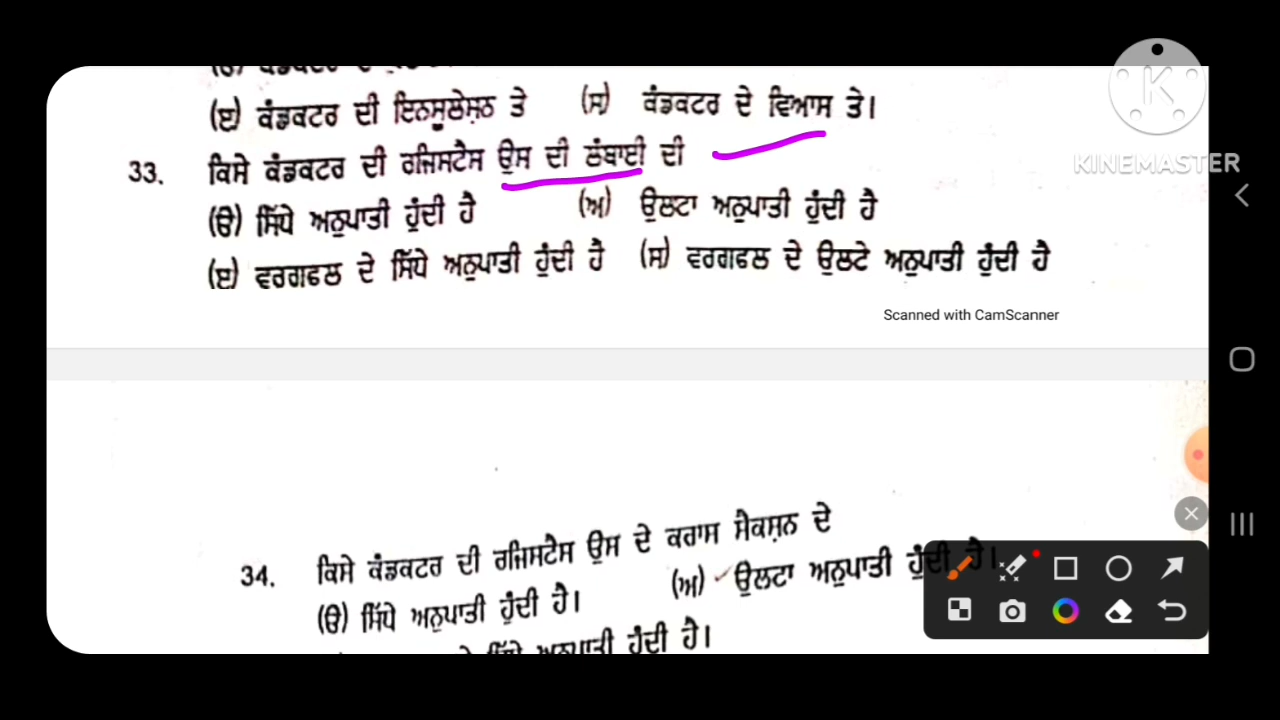 (ੲ) ਕੰਡਕਟਰ ਦੀ ਇਨਸੂਲੇਸ਼ਨ ਤੇ (ਸ) ਕੰਡਕਟਰ ਦੇ ਵਿਆਸ ਤੇ।
33. ਕਿਸੇ ਕੰਡਕਟਰ ਦੀ ਰਜਿਸਟੈਂਸ ਉਸ ਦੀ ਲੰਬਾਈ ਦੀ
(ੳ) ਸਿੱਧੇ ਅਨੁਪਾਤੀ ਹੁੰਦੀ ਹੈ (ਅ) ਉਲਟਾ ਅਨੁਪਾਤੀ ਹੁੰਦੀ ਹੈ
(ੲ) ਵਰਗਫਲ ਦੇ ਸਿੱਧੇ ਅਨੁਪਾਤੀ ਹੁੰਦੀ ਹੈ (ਸ) ਵਰਗਫਲ ਦੇ ਉਲਟੇ ਅਨੁਪਾਤੀ ਹੁੰਦੀ ਹੈ
Scanned with CamScanner
34. ਕਿਸੇ ਕੰਡਕਟਰ ਦੀ ਰਜਿਸਟੈਂਸ ਉਸ ਦੇ ਕਰਾਸ ਸੈਕਸ਼ਨ ਦੇ
(ੳ) ਸਿੱਧੇ ਅਨੁਪਾਤੀ ਹੁੰਦੀ ਹੈ। (ਅ) ਉਲਟਾ ਅਨੁਪਾਤੀ ਹੁੰਦੀ ਹੈ।
ਸਿੱਧੇ ਅਨੁਪਾਤੀ ਹੁੰਦੀ ਹੈ।
KINEMASTER